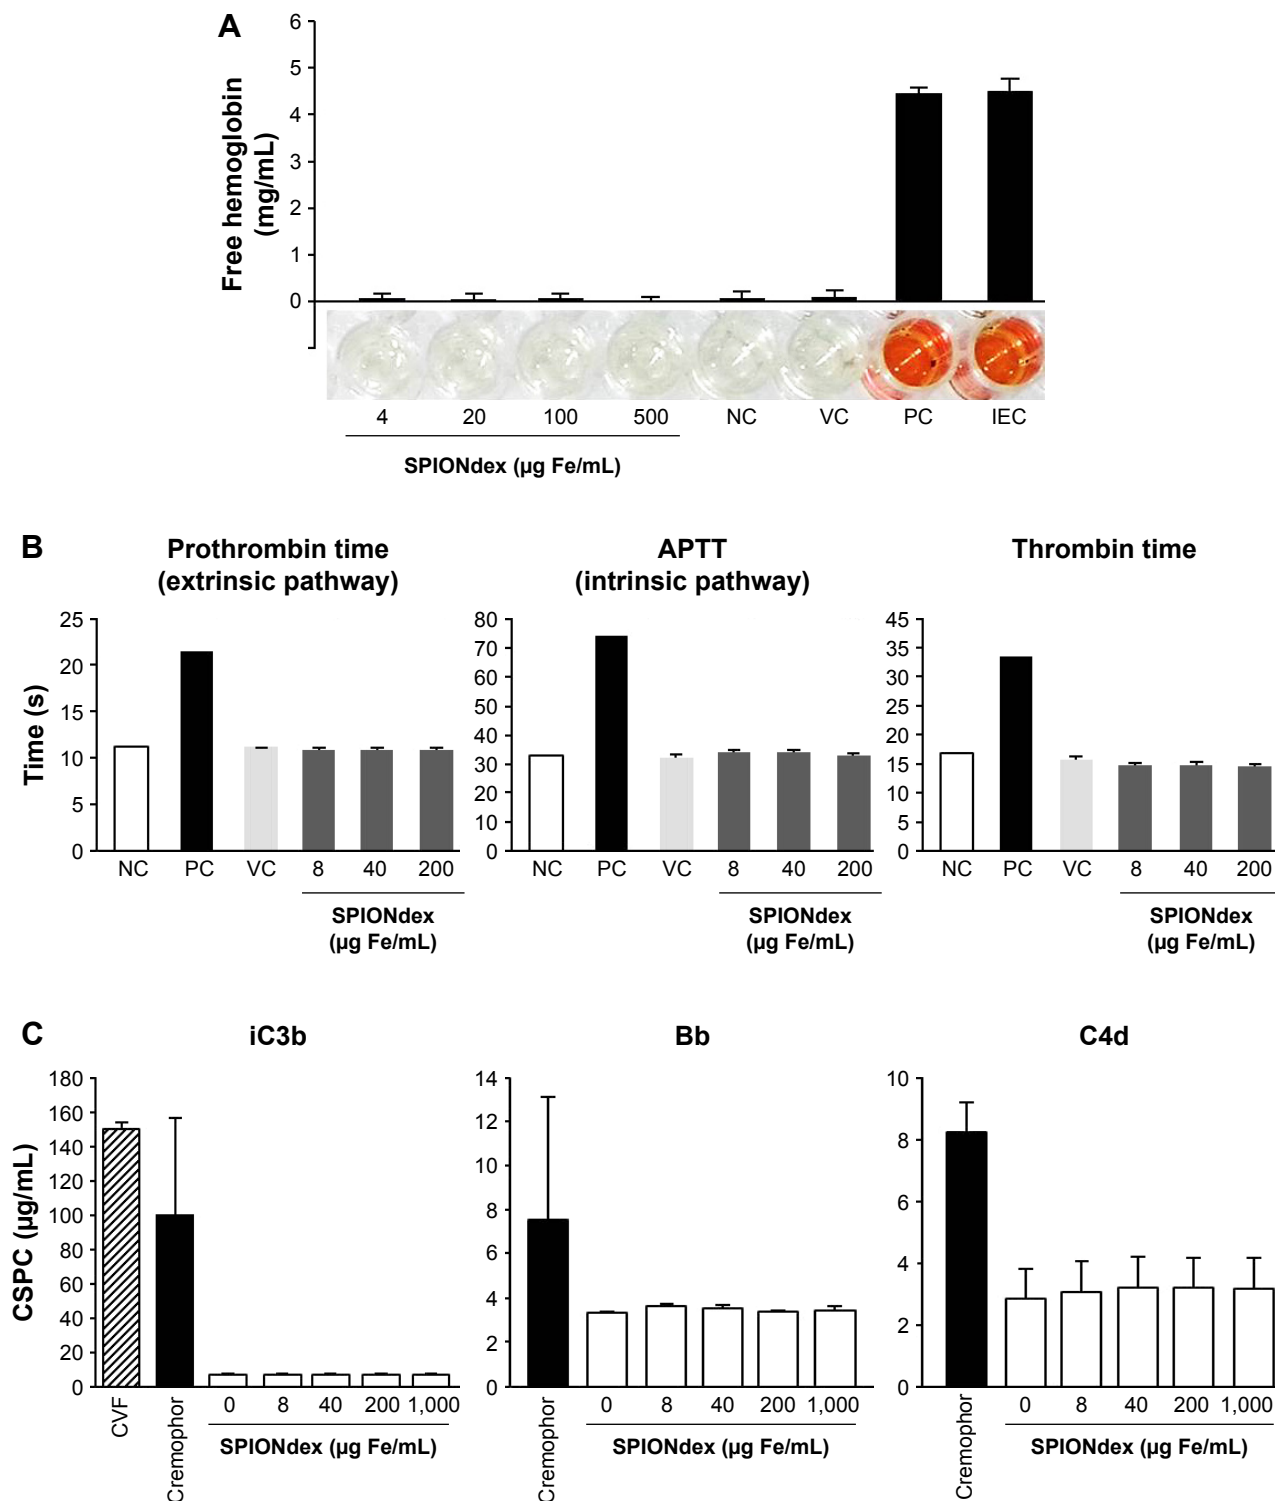 A
Free hemoglobin
(mg/mL)
6
5
4
3
2
1
0
4 20 100 500 NC VC PC IEC
SPIONdex (µg Fe/mL)
B
Prothrombin time
(extrinsic pathway)
APTT
(intrinsic pathway)
Thrombin time
Time (s)
25
20
15
10
5
0
NC PC VC 8 40 200
SPIONdex
(µg Fe/mL)
80
70
60
50
40
30
20
10
0
NC PC VC 8 40 200
SPIONdex
(µg Fe/mL)
45
35
30
25
20
15
10
5
0
NC PC VC 8 40 200
SPIONdex
(µg Fe/mL)
C
iC3b
Bb
C4d
CSPC (µg/mL)
180
160
140
120
100
80
60
40
20
0
CVF
Cremophor
0 8 40 200 1,000
SPIONdex (µg Fe/mL)
14
12
10
8
6
4
2
0
Cremophor
0 8 40 200 1,000
SPIONdex (µg Fe/mL)
10
8
6
4
2
0
Cremophor
0 8 40 200 1,000
SPIONdex (µg Fe/mL)